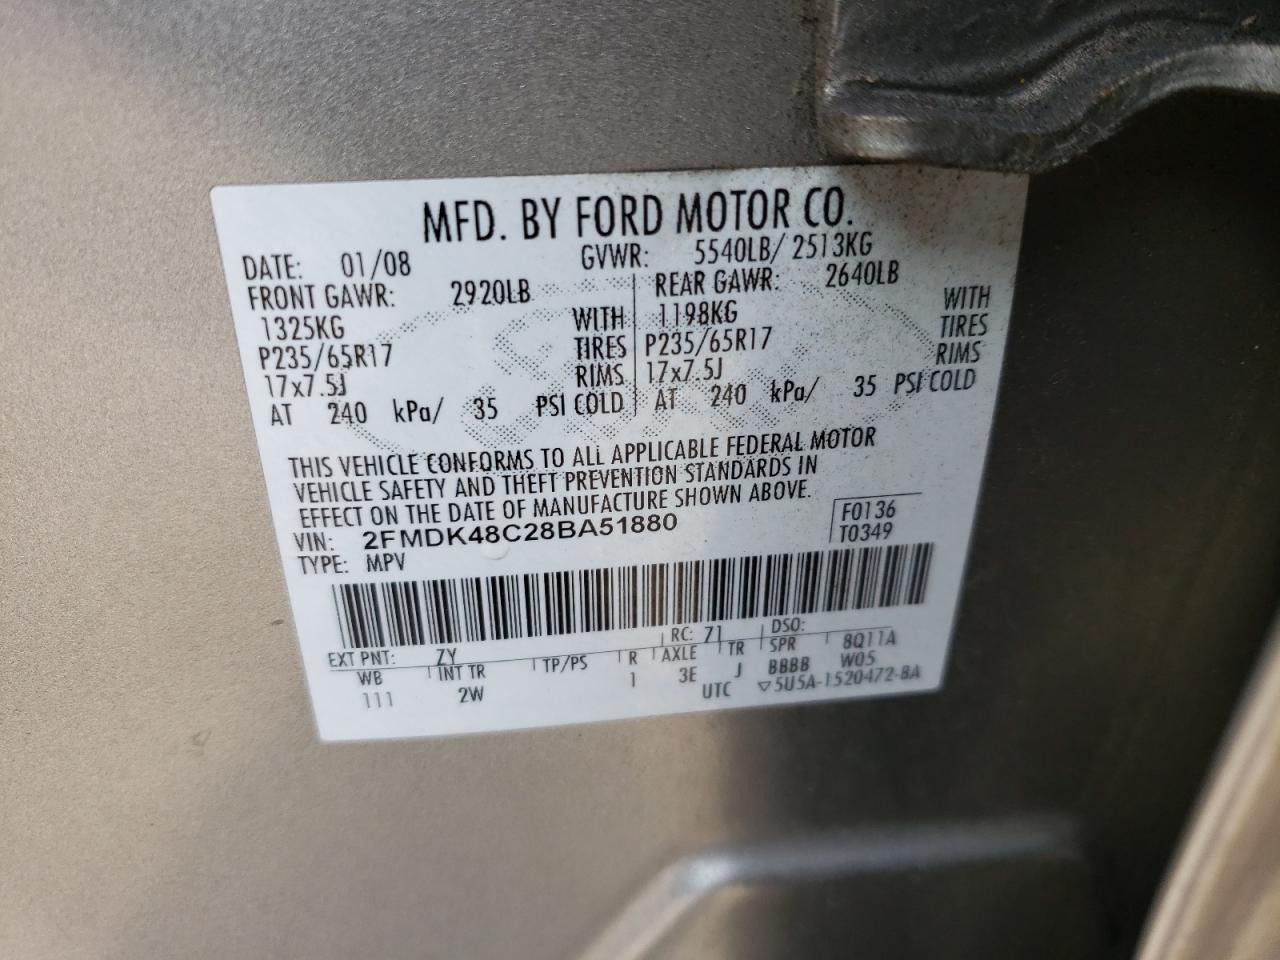 MFD. BY FORD MOTOR CO.
DATE: 01/08 GVWR: 5540LB/ 2513KG
FRONT GAWR: 2920LB REAR GAWR: 2640LB
1325KG WITH 1198KG WITH
P235/65R17 TIRES P235/65R17 TIRES
17x7.5J RIMS 17x7.5J RIMS
AT 240 kPa/ 35 PSI COLD AT 240 kPa/ 35 PSI COLD
THIS VEHICLE CONFORMS TO ALL APPLICABLE FEDERAL MOTOR
VEHICLE SAFETY AND THEFT PREVENTION STANDARDS IN
EFFECT ON THE DATE OF MANUFACTURE SHOWN ABOVE.
VIN: 2FMDK48C28BA51880 F0136
TYPE: MPV T0349
EXT PNT: ZY RC: 71 DSO:
WB INT TR TP/PS R AXLE TR SPR 8Q11A
111 2W 1 3E J BBBB W05
UTC ▽5U5A-1520472-BA